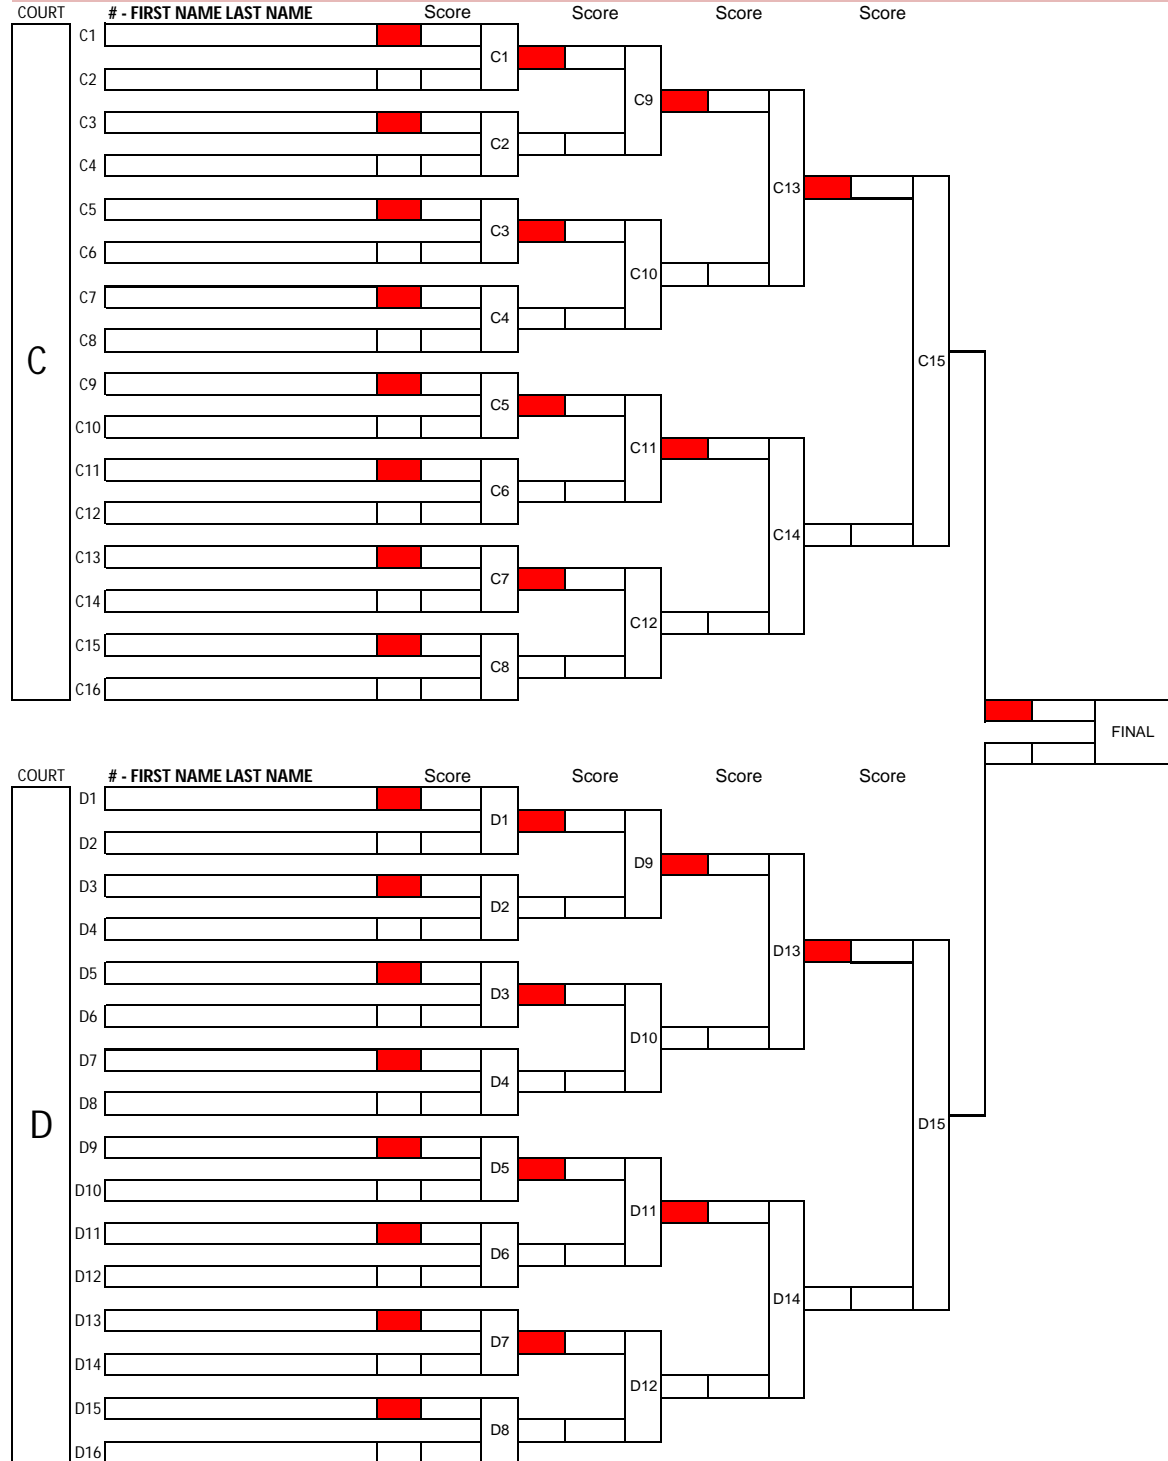 COURT # - FIRST NAME LAST NAME Score Score Score Score
C1
C1
C2
C9
C3
C2
C4
C13
C5
C3
C6
C10
C7
C4
C8
C
C15
C9
C5
C10
C11
C11
C6
C12
C14
C13
C7
C14
C12
C15
C8
C16
FINAL
COURT # - FIRST NAME LAST NAME Score Score Score Score
D1
D1
D2
D9
D3
D2
D4
D13
D5
D3
D6
D10
D7
D4
D8
D
D15
D9
D5
D10
D11
D11
D6
D12
D14
D13
D7
D14
D12
D15
D8
D16